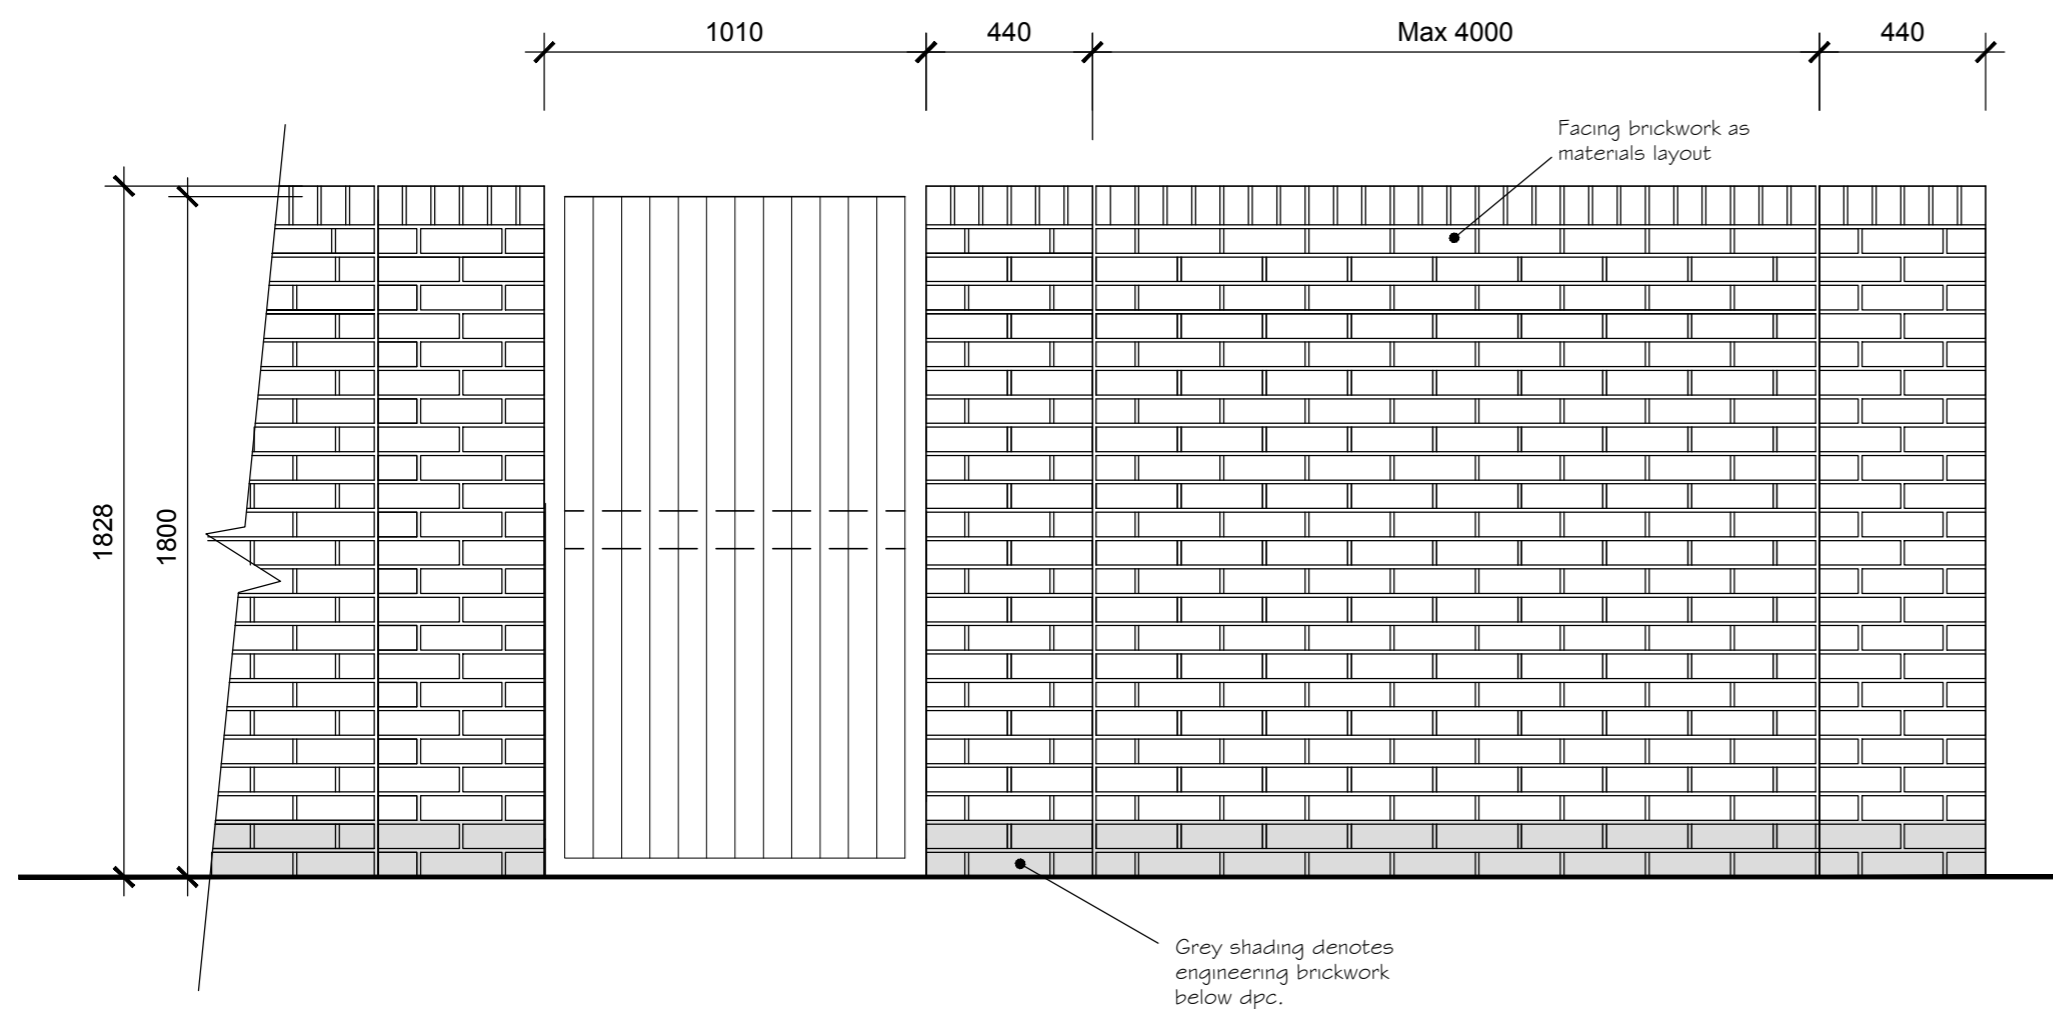 1010
440
Max 4000
440
Facing brickwork as
materials layout
1828
1800
Grey shading denotes
engineering brickwork
below dpc.